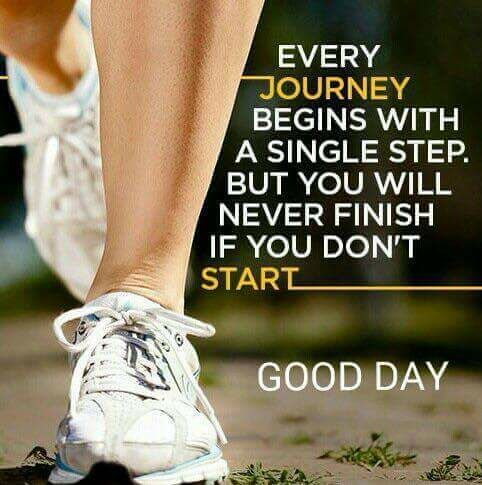 EVERY
JOURNEY
BEGINS WITH
A SINGLE STEP.
BUT YOU WILL
NEVER FINISH
IF YOU DON'T
START
GOOD DAY